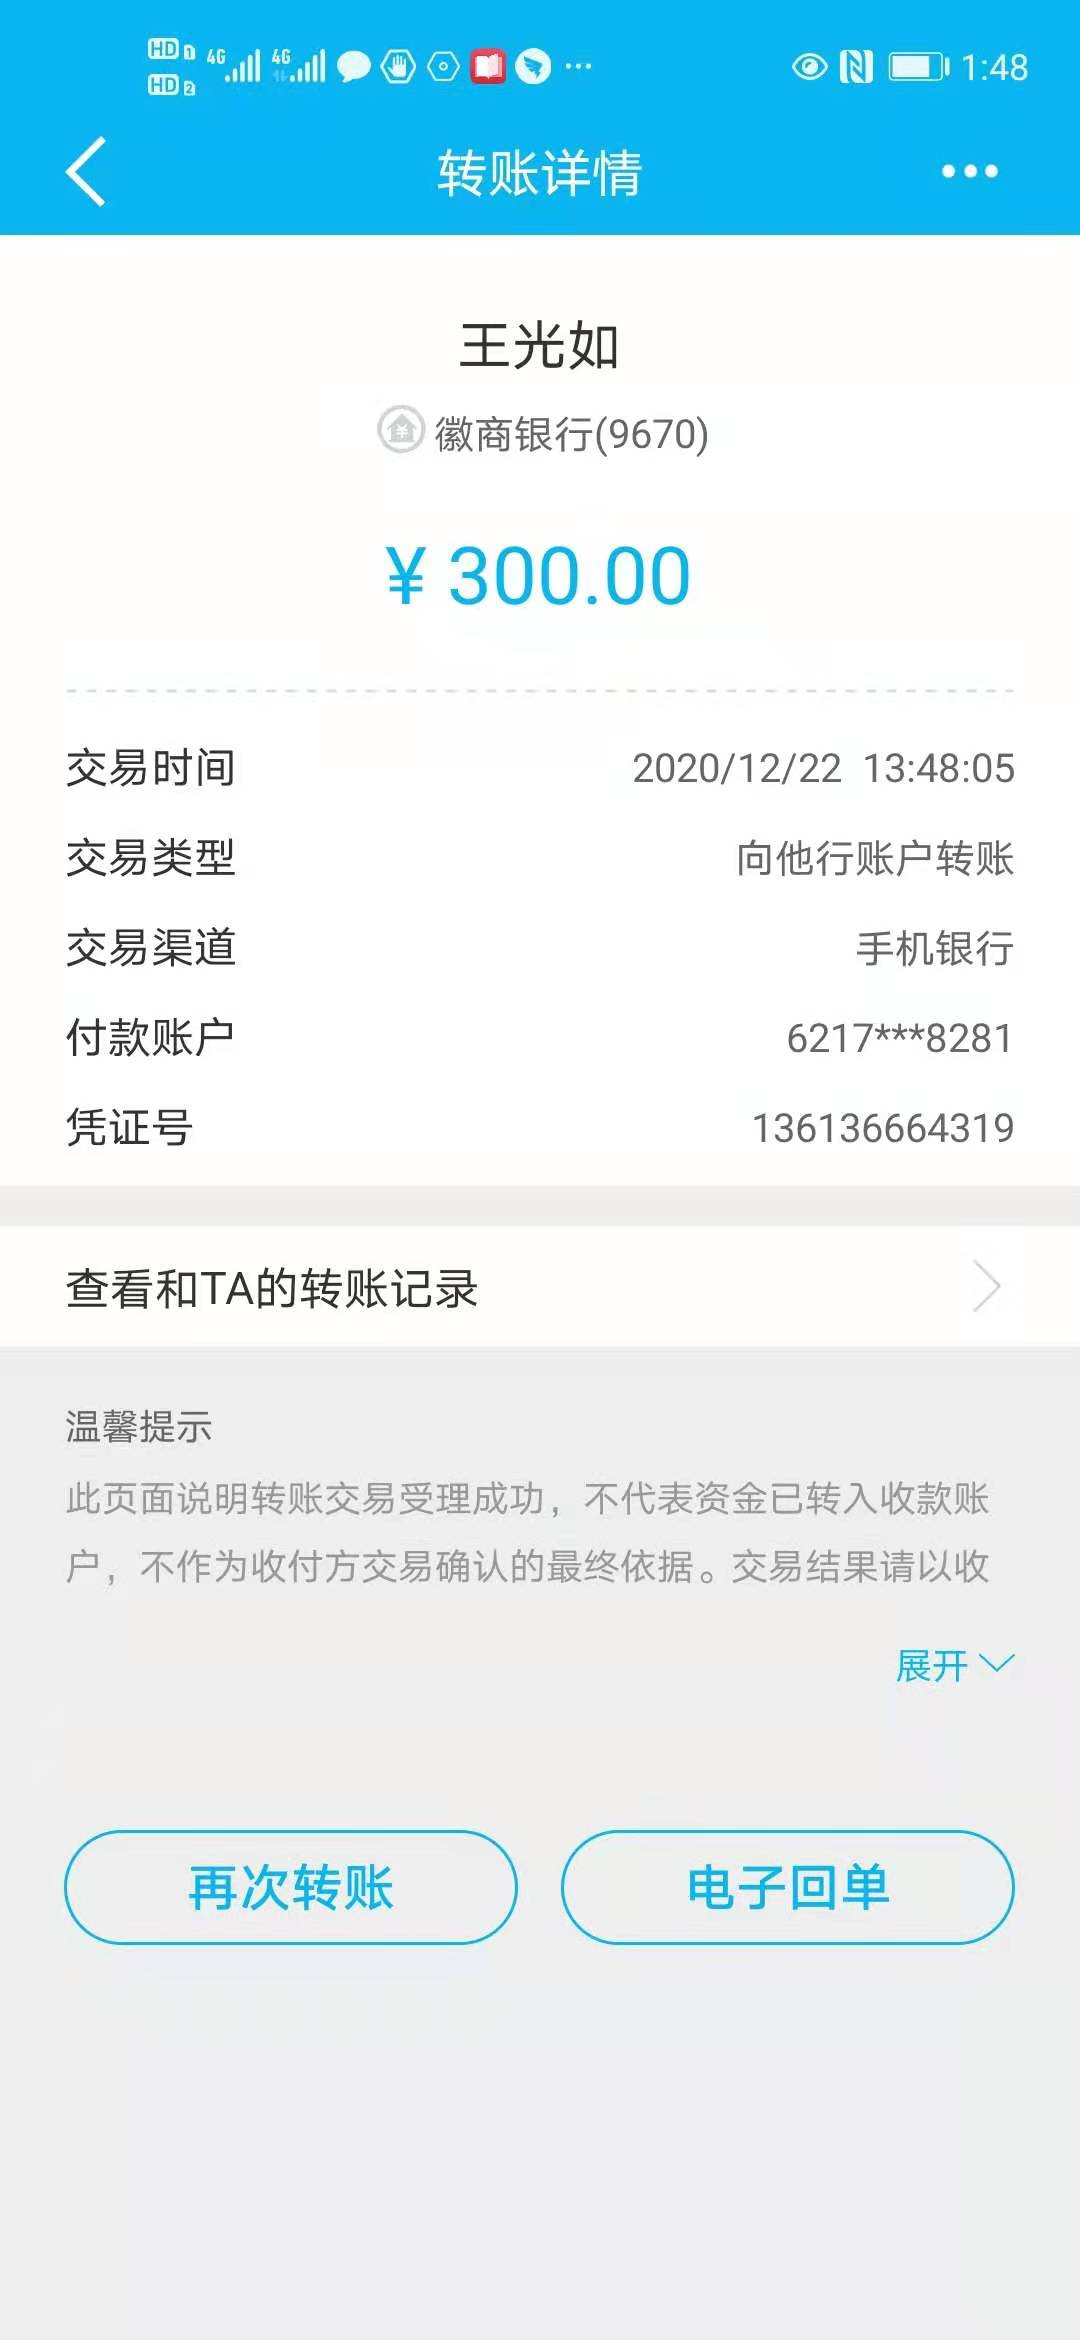 HD 1 4G 4G 1:48
HD 2
转账详情
王光如
徽商银行(9670)
¥ 300.00
交易时间 2020/12/22 13:48:05
交易类型 向他行账户转账
交易渠道 手机银行
付款账户 6217***8281
凭证号 136136664319
查看和TA的转账记录
温馨提示
此页面说明转账交易受理成功，不代表资金已转入收款账
户，不作为收付方交易确认的最终依据。交易结果请以收
展开
再次转账 电子回单